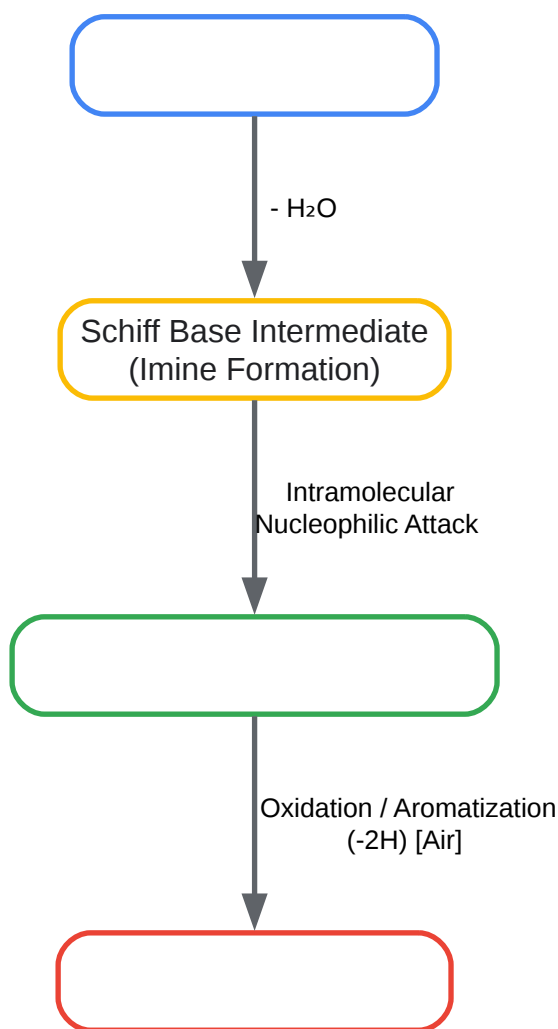 - H₂O
Schiff Base Intermediate
(Imine Formation)
Intramolecular
Nucleophilic Attack
Oxidation / Aromatization
(-2H) [Air]